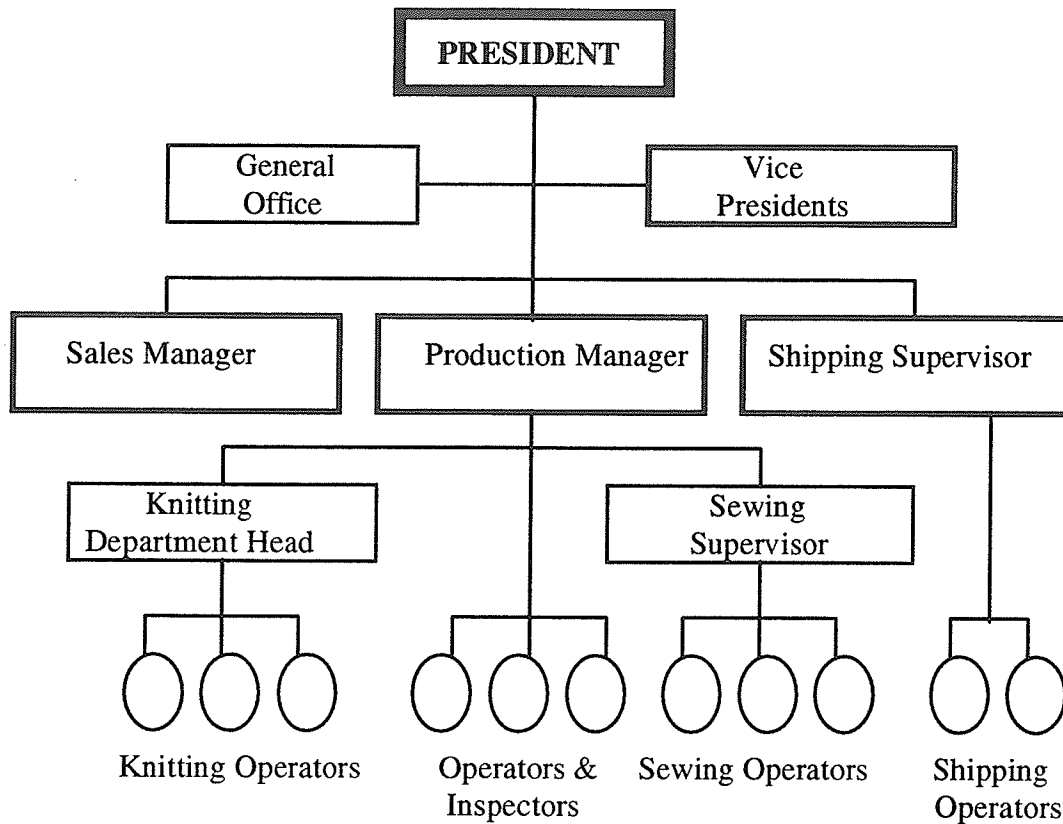 PRESIDENT
General
Office
Vice
Presidents
Sales Manager
Production Manager
Shipping Supervisor
Knitting
Department Head
Sewing
Supervisor
Knitting Operators
Operators &
Inspectors
Sewing Operators
Shipping
Operators